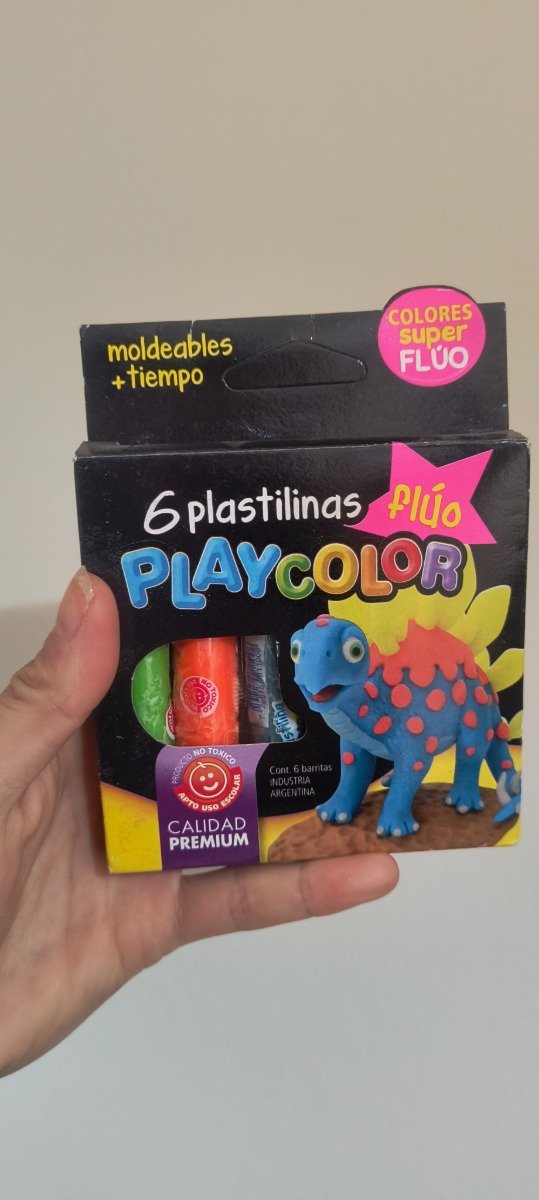 moldeables
+tiempo
COLORES
super
FLÚO
6 plastilinas
flúo
PLAYCOLOR
PRODUCTO NO TOXICO
APTO USO ESCOLAR
CALIDAD
PREMIUM
Cont. 6 barritas
INDUSTRIA
ARGENTINA